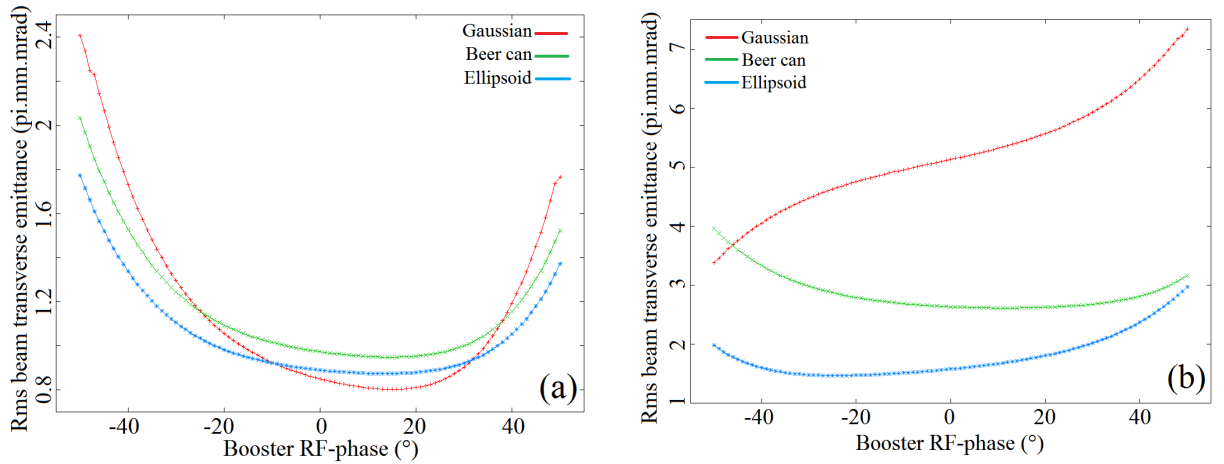 Rms beam transverse emittance (pi.mm.mrad)
2.4
2
1.6
1.2
0.8
Gaussian
Beer can
Ellipsoid
(a)
-40 -20 0 20 40
Booster RF-phase (°)
Rms beam transverse emittance (pi.mm.mrad)
7
6
5
4
3
2
1
Gaussian
Beer can
Ellipsoid
(b)
-40 -20 0 20 40
Booster RF-phase (°)